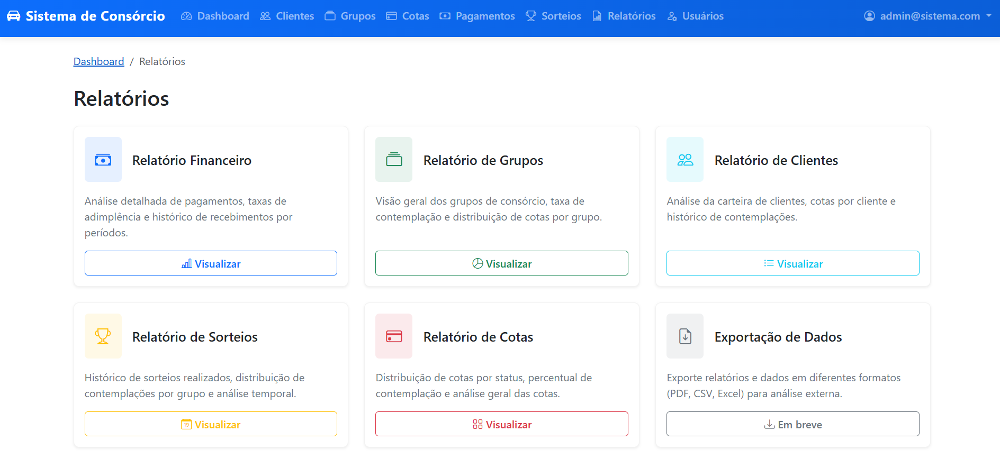 Sistema de Consórcio Dashboard Clientes Grupos Cotas Pagamentos Sorteios Relatórios Usuários admin@sistema.com
Dashboard / Relatórios
Relatórios
Relatório Financeiro
Análise detalhada de pagamentos, taxas de
adimplência e histórico de recebimentos por
períodos.
Visualizar
Relatório de Grupos
Visão geral dos grupos de consórcio, taxa de
contemplação e distribuição de cotas por grupo.
Visualizar
Relatório de Clientes
Análise da carteira de clientes, cotas por cliente e
histórico de contemplações.
Visualizar
Relatório de Sorteios
Histórico de sorteios realizados, distribuição de
contemplações por grupo e análise temporal.
19 Visualizar
Relatório de Cotas
Distribuição de cotas por status, percentual de
contemplação e análise geral das cotas.
Visualizar
Exportação de Dados
Exporte relatórios e dados em diferentes formatos
(PDF, CSV, Excel) para análise externa.
Em breve